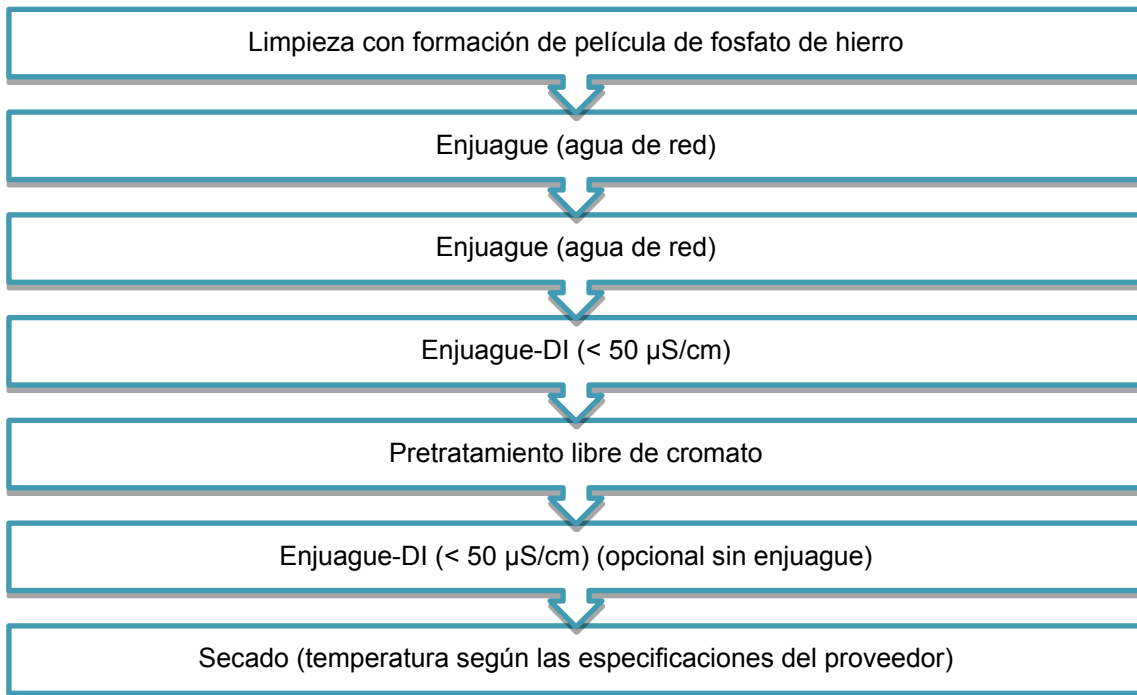 Limpieza con formación de película de fosfato de hierro
Enjuague (agua de red)
Enjuague (agua de red)
Enjuague-DI (< 50 µS/cm)
Pretratamiento libre de cromato
Enjuague-DI (< 50 µS/cm) (opcional sin enjuague)
Secado (temperatura según las especificaciones del proveedor)